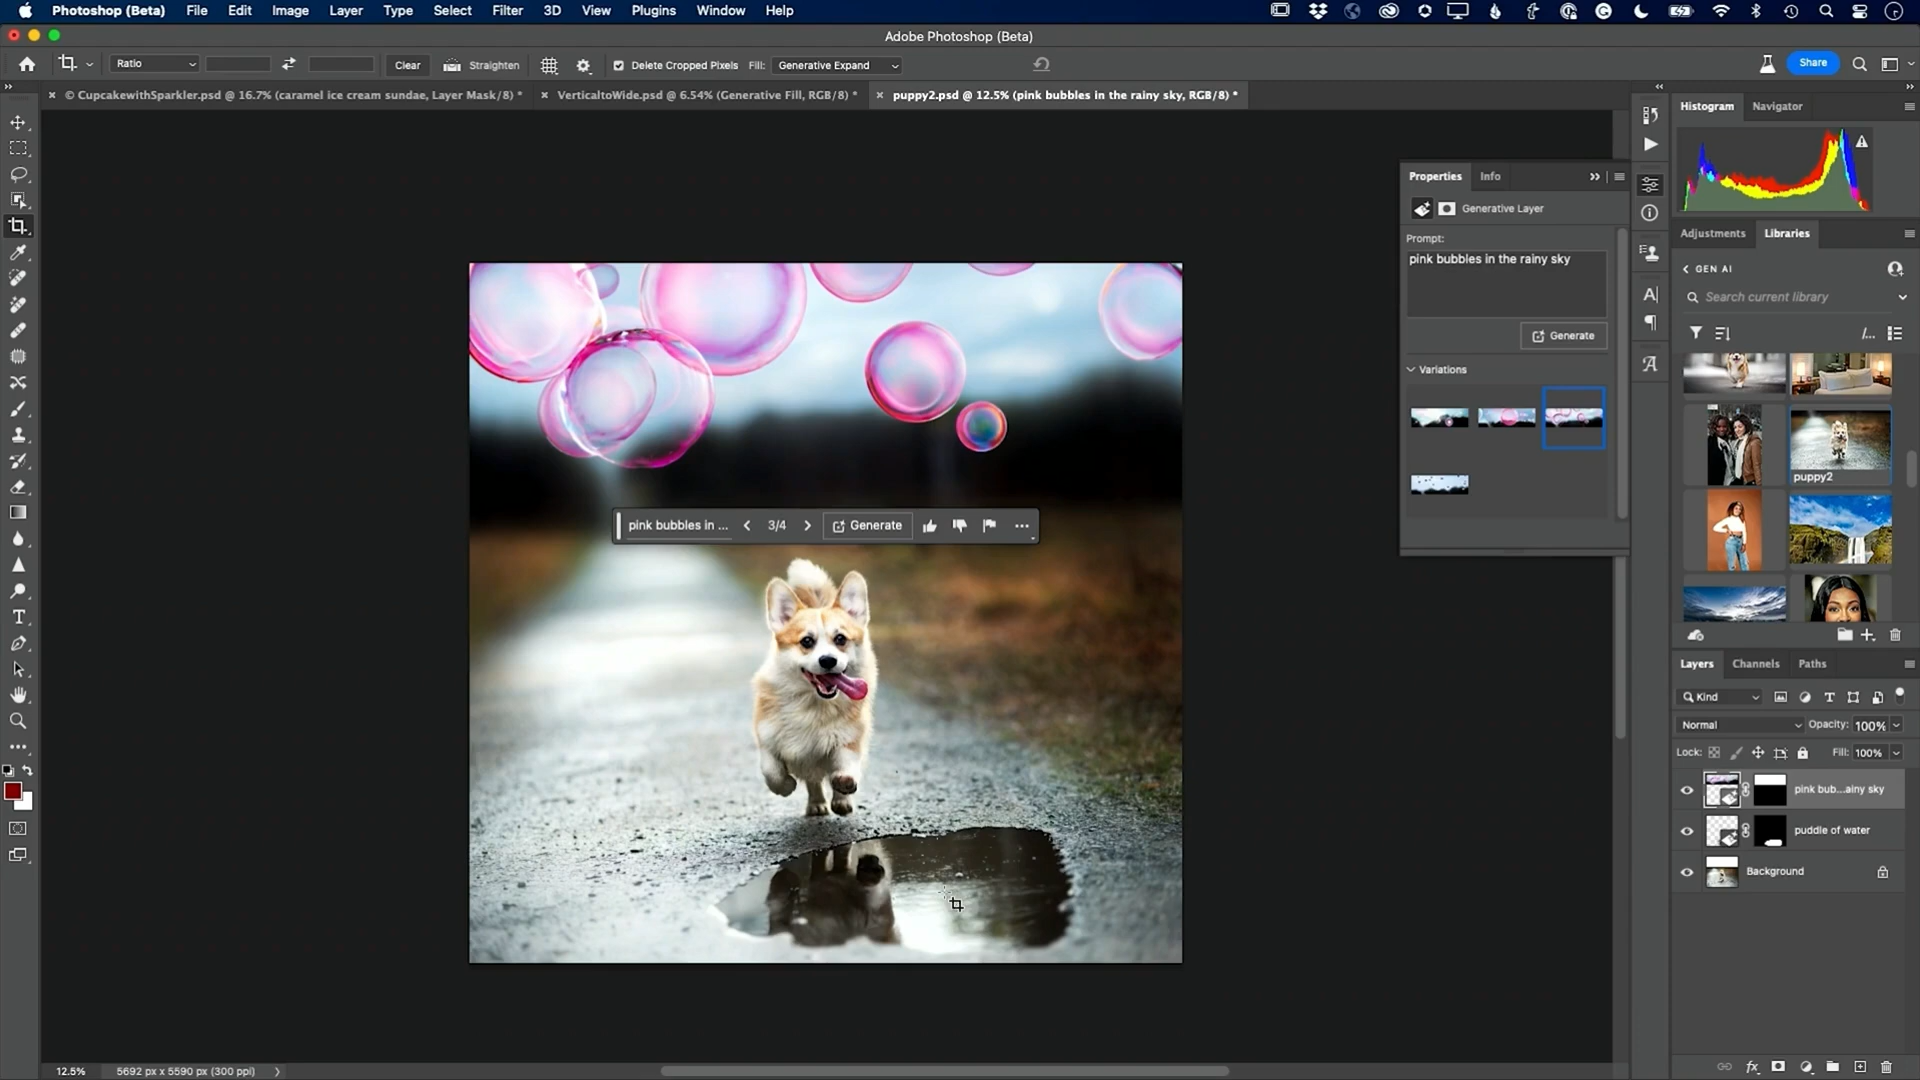 Photoshop (Beta) File Edit Image Layer Type Select Filter 3D View Plugins Window Help
Adobe Photoshop (Beta)
Ratio Clear Straighten Delete Cropped Pixels Fill: Generative Expand Share
© CupcakewithSparkler.psd @ 16.7% (caramel ice cream sundae, Layer Mask/8) * VerticaltoWide.psd @ 6.54% (Generative Fill, RGB/8) * puppy2.psd @ 12.5% (pink bubbles in the rainy sky, RGB/8) *
Histogram Navigator
Properties Info
Generative Layer
Prompt:
pink bubbles in the rainy sky
Generate
Variations
Adjustments Libraries
GEN AI
Search current library
puppy2
pink bubbles in ... 3/4 Generate
Layers Channels Paths
Kind
Normal Opacity: 100%
Lock: Fill: 100%
pink bub...ainy sky
puddle of water
Background
12.5% 5692 px x 5590 px (300 ppi)